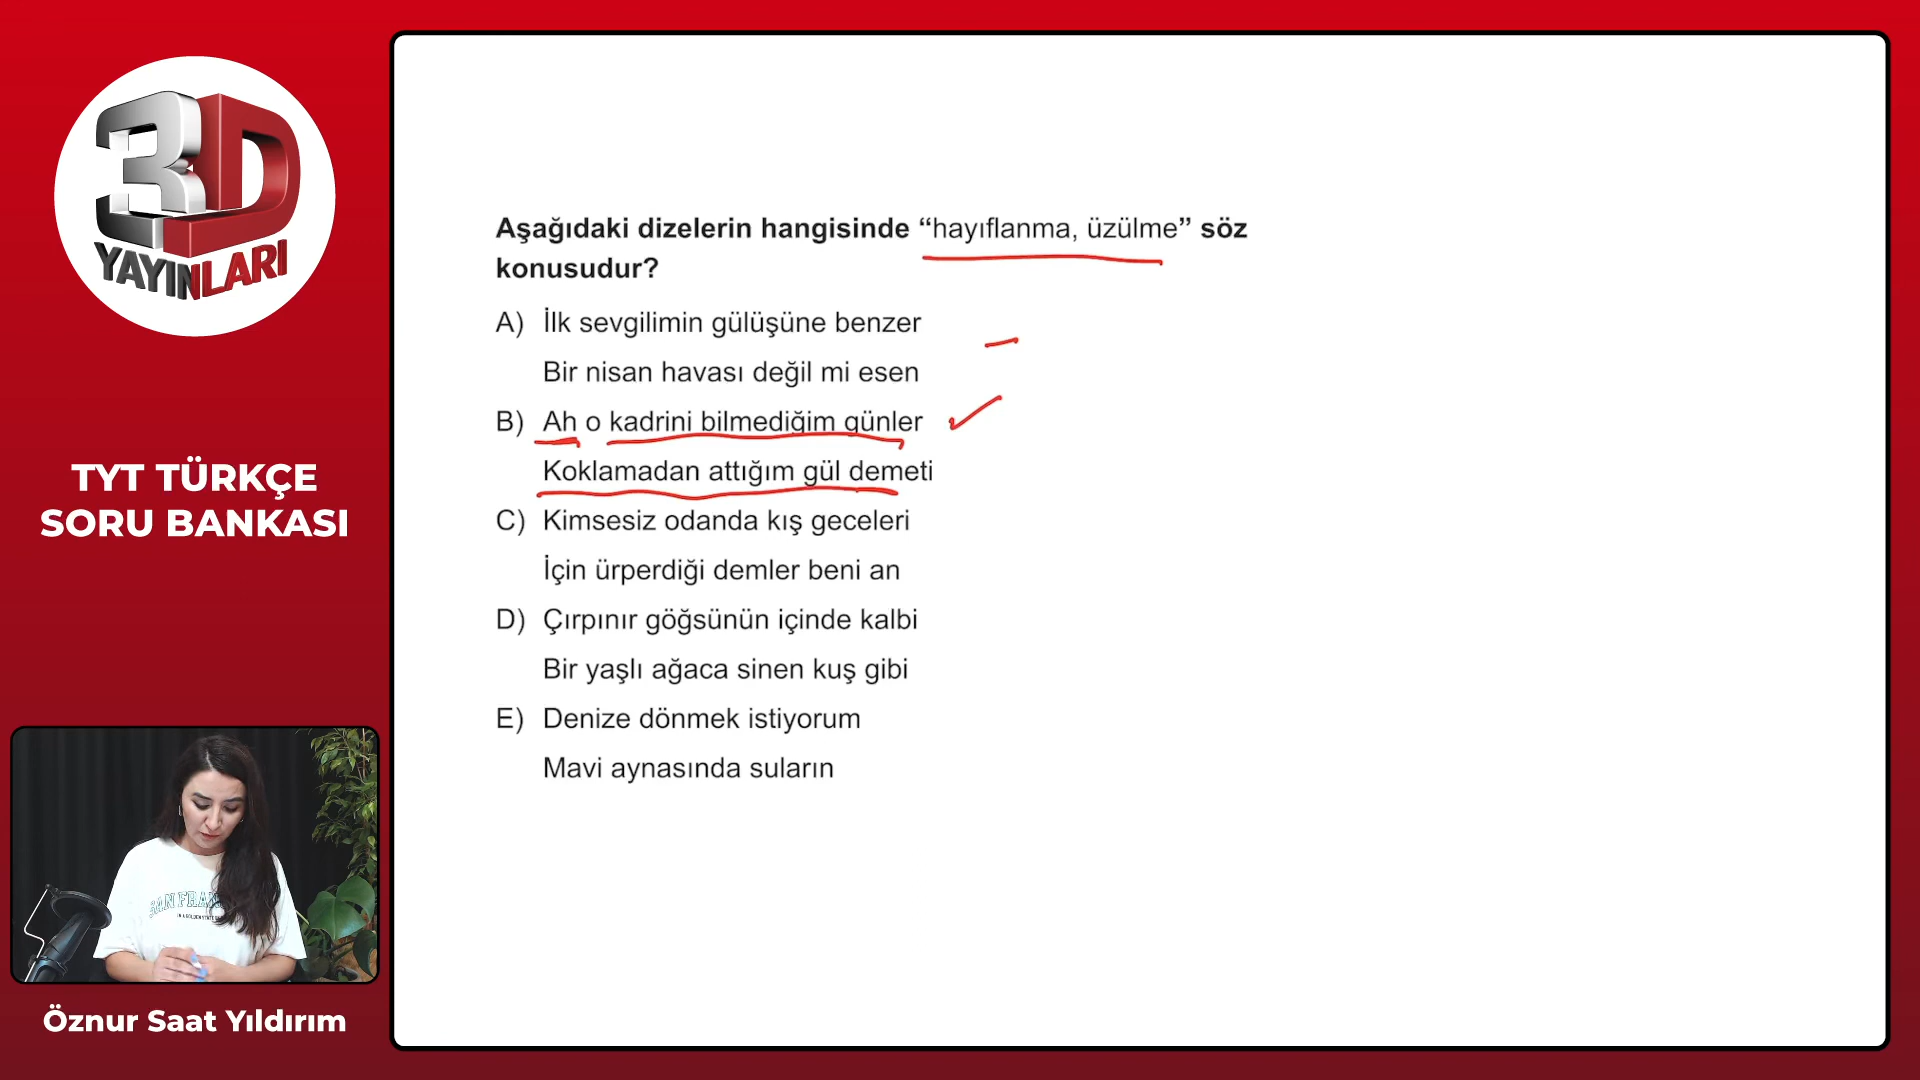 3D
YAYINLARI
TYT TÜRKÇE
SORU BANKASI
Öznur Saat Yıldırım
Aşağıdaki dizelerin hangisinde “hayıflanma, üzülme” söz
konusudur?
A) İlk sevgilimin gülüşüne benzer
Bir nisan havası değil mi esen
B) Ah o kadrini bilmediğim günler
Koklamadan attığım gül demeti
C) Kimsesiz odanda kış geceleri
İçin ürperdiği demler beni an
D) Çırpınır göğsünün içinde kalbi
Bir yaşlı ağaca sinen kuş gibi
E) Denize dönmek istiyorum
Mavi aynasında suların